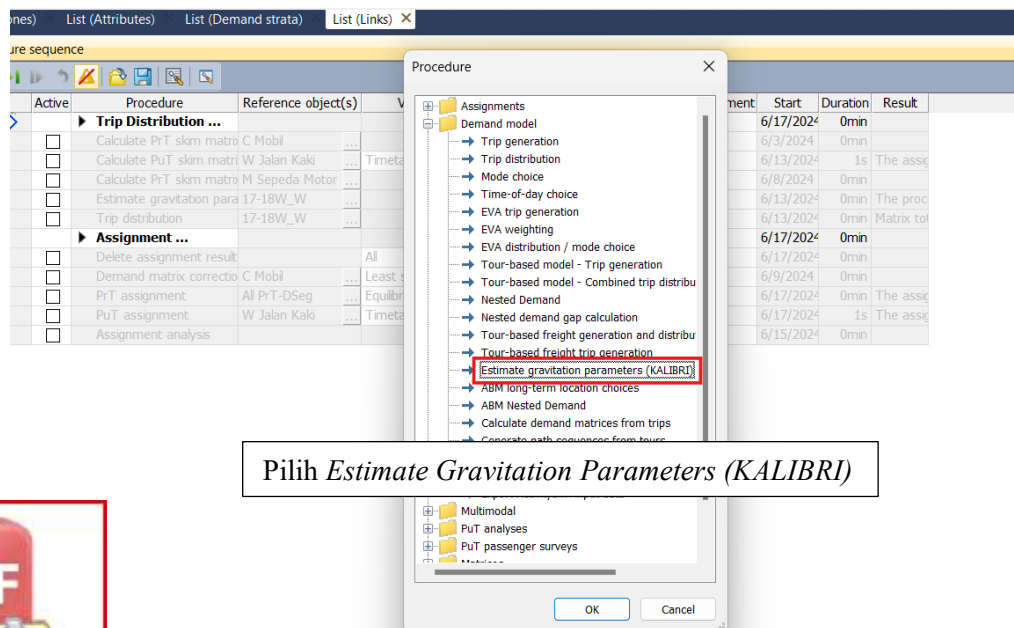 ones) List (Attributes) List (Demand strata) List (Links)
ure sequence
Active Procedure Reference object(s) V ment Start Duration Result
Trip Distribution ... 6/17/2024 0min
Calculate PrT skim matri C Mobil ... 6/3/2024 0min
Calculate PuT skim matri W Jalan Kaki ... Timeta 6/13/2024 1s The assig
Calculate PrT skim matri M Sepeda Motor ... 6/8/2024 0min
Estimate gravitation para 17-18W_W ... 6/13/2024 0min The proc
Trip distribution 17-18W_W ... 6/13/2024 0min Matrix tot
Assignment ... 6/17/2024 0min
Delete assignment result All 6/17/2024 0min
Demand matrix correctio C Mobil ... Least s 6/9/2024 0min
PrT assignment All PrT-DSeg ... Equilibr 6/17/2024 0min The assig
PuT assignment W Jalan Kaki ... Timeta 6/17/2024 1s The assig
Assignment analysis 6/15/2024 0min
Procedure
Assignments
Demand model
Trip generation
Trip distribution
Mode choice
Time-of-day choice
EVA trip generation
EVA weighting
EVA distribution / mode choice
Tour-based model - Trip generation
Tour-based model - Combined trip distribu
Nested Demand
Nested demand gap calculation
Tour-based freight generation and distribu
Tour-based freight trip generation
Estimate gravitation parameters (KALIBRI)
ABM long-term location choices
ABM Nested Demand
Calculate demand matrices from trips
Generate path sequences from tours
Pilih Estimate Gravitation Parameters (KALIBRI)
Multimodal
PuT analyses
PuT passenger surveys
Matrices
OK Cancel
F